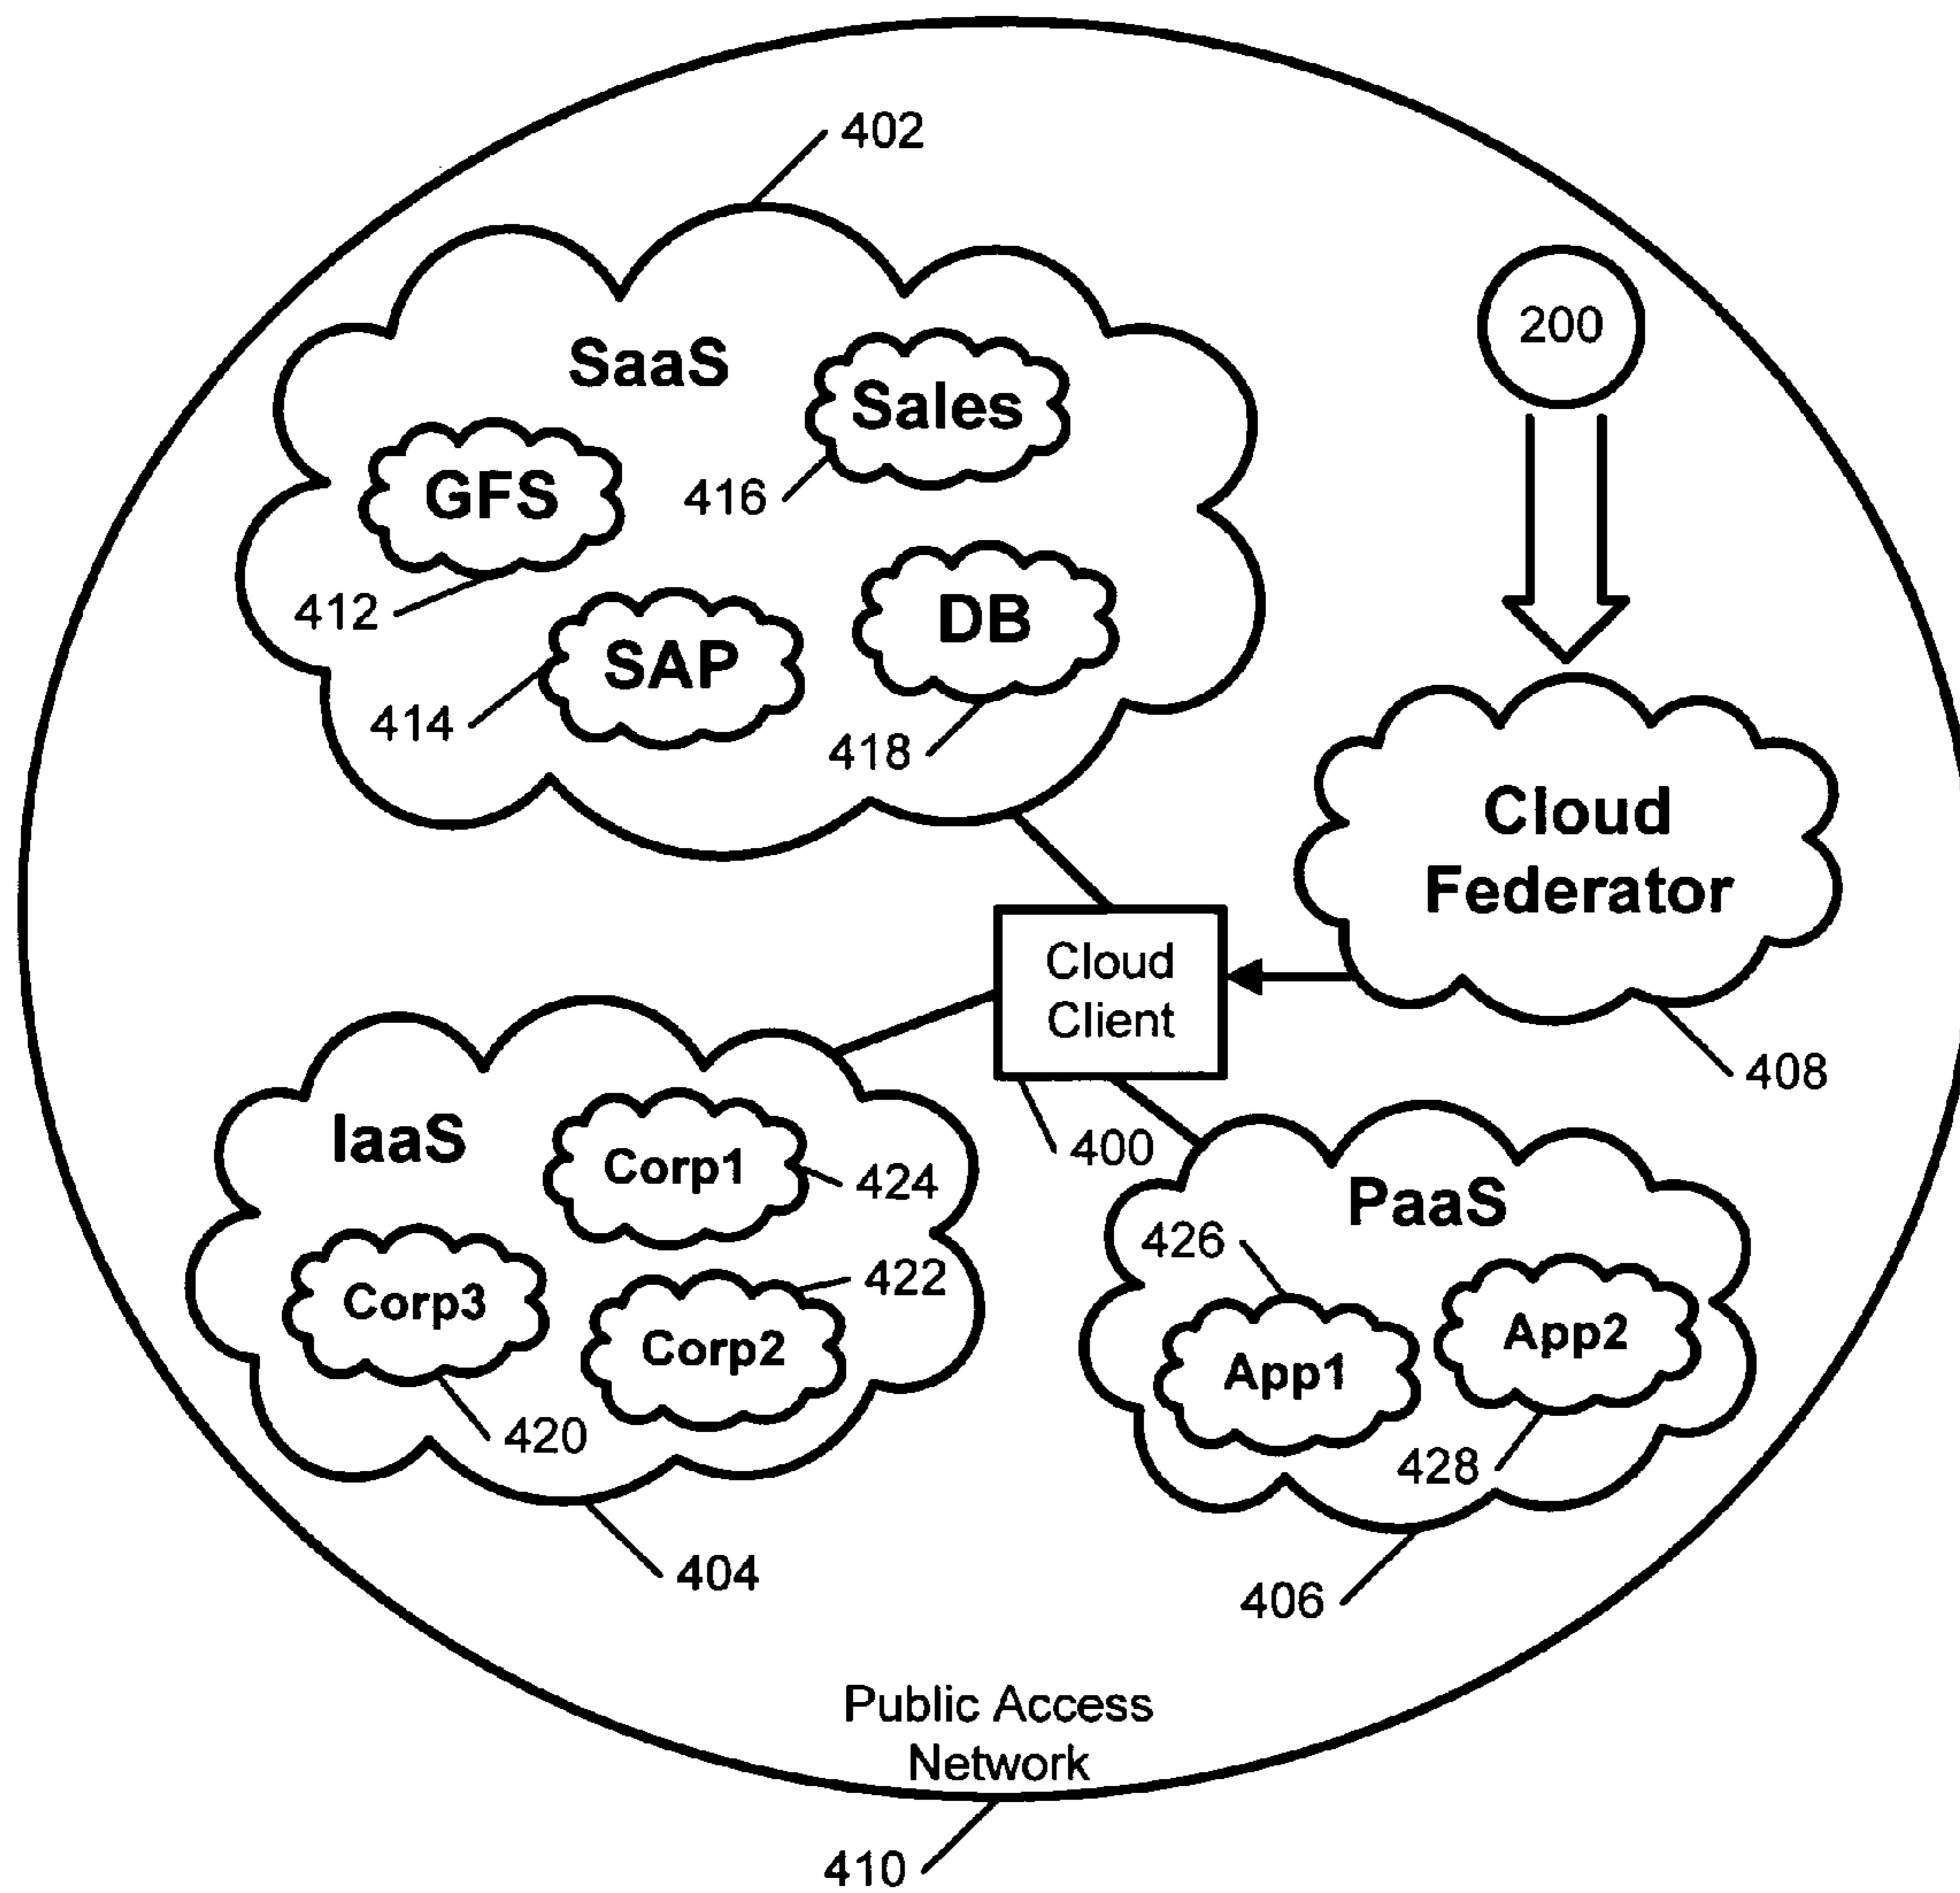 402
200
SaaS
Sales
GFS
416
412
SAP
DB
414
418
Cloud
Federator
Cloud
Client
408
400
IaaS
Corp1
424
422
Corp3
Corp2
420
404
PaaS
426
App2
App1
428
406
Public Access
Network
410